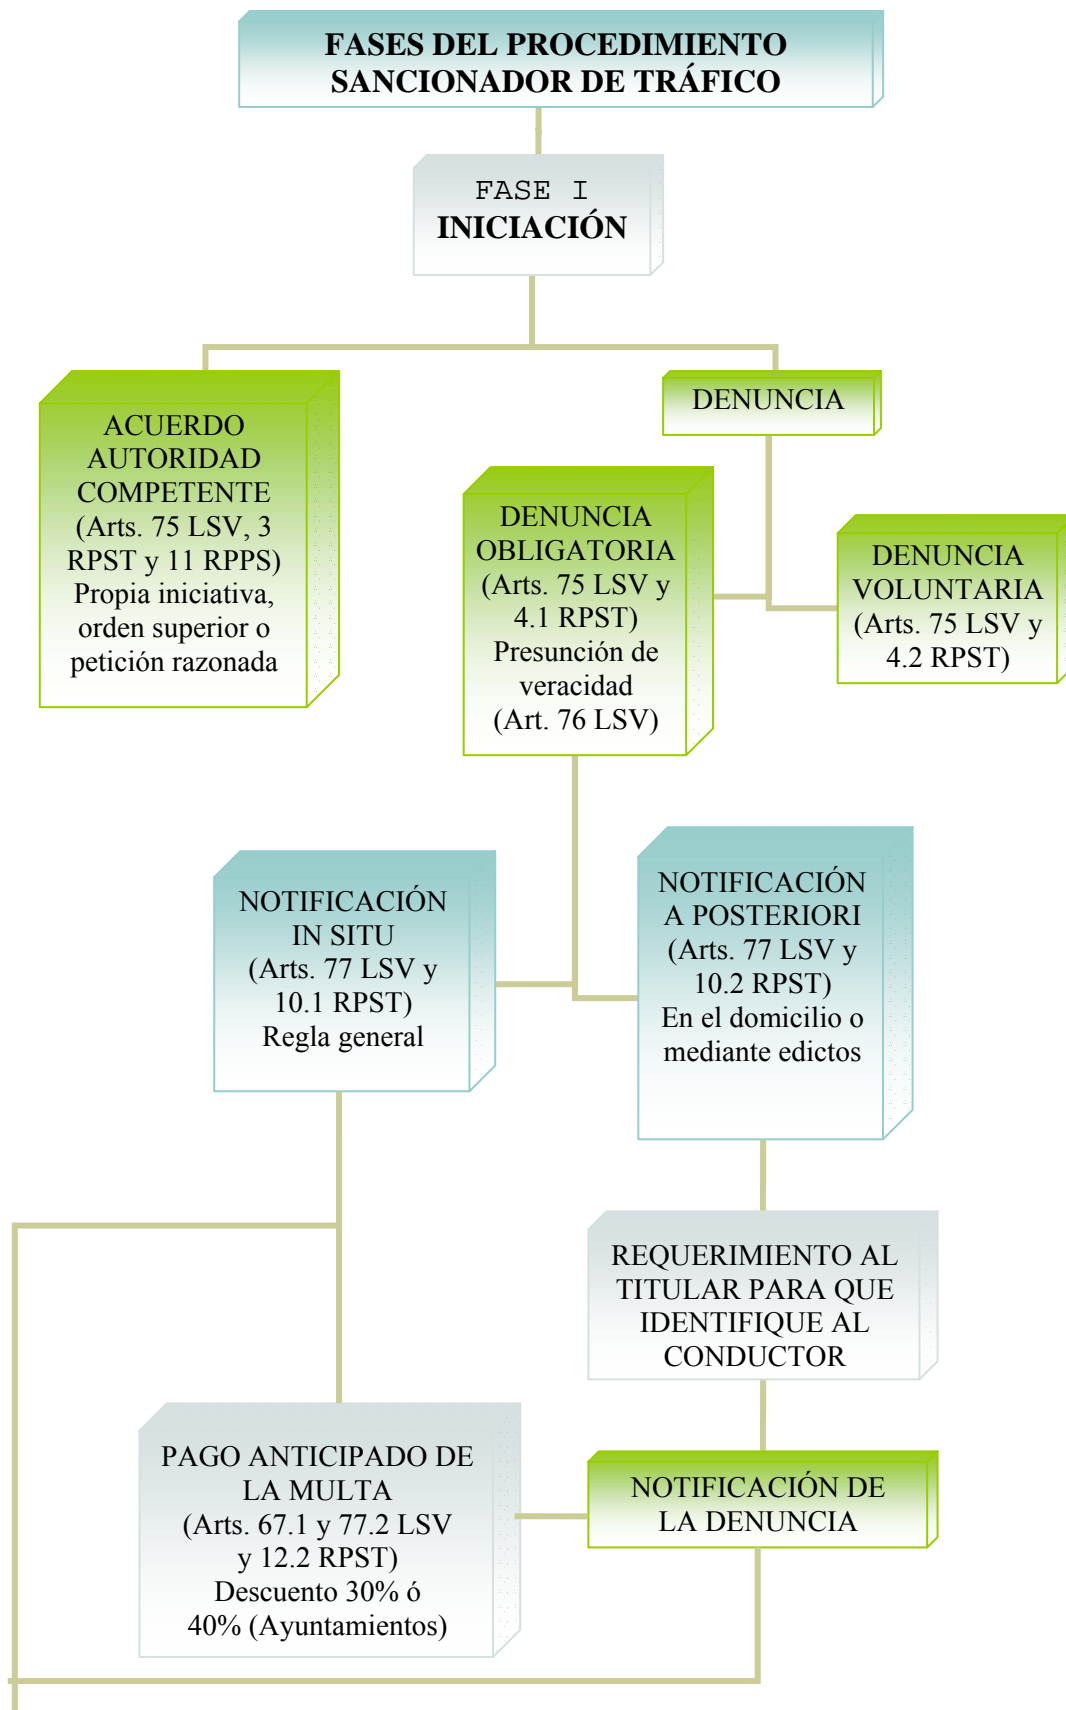 FASES DEL PROCEDIMIENTO
SANCIONADOR DE TRÁFICO
FASE I
INICIACIÓN
ACUERDO
AUTORIDAD
COMPETENTE
(Arts. 75 LSV, 3
RPST y 11 RPPS)
Propia iniciativa,
orden superior o
petición razonada
DENUNCIA
DENUNCIA
OBLIGATORIA
(Arts. 75 LSV y
4.1 RPST)
Presunción de
veracidad
(Art. 76 LSV)
DENUNCIA
VOLUNTARIA
(Arts. 75 LSV y
4.2 RPST)
NOTIFICACIÓN
IN SITU
(Arts. 77 LSV y
10.1 RPST)
Regla general
NOTIFICACIÓN
A POSTERIORI
(Arts. 77 LSV y
10.2 RPST)
En el domicilio o
mediante edictos
REQUERIMIENTO AL
TITULAR PARA QUE
IDENTIFIQUE AL
CONDUCTOR
PAGO ANTICIPADO DE
LA MULTA
(Arts. 67.1 y 77.2 LSV
y 12.2 RPST)
Descuento 30% ó
40% (Ayuntamientos)
NOTIFICACIÓN DE
LA DENUNCIA